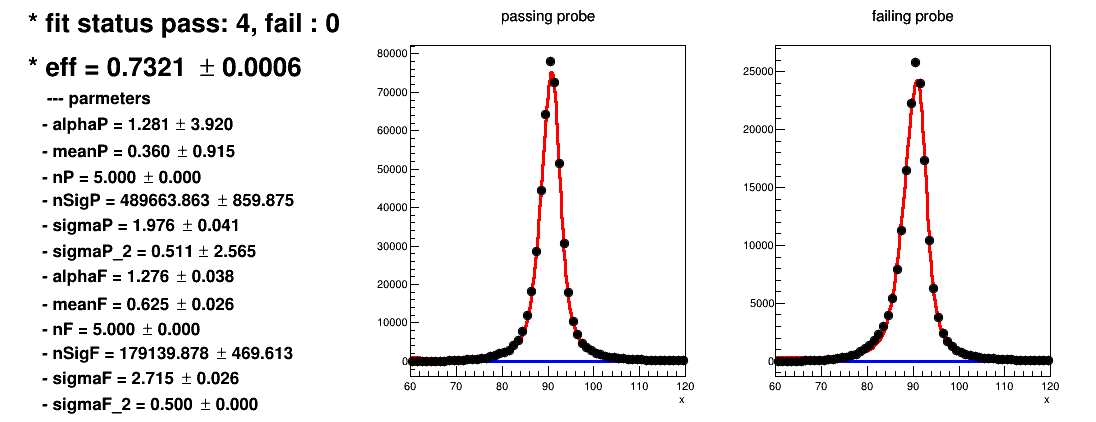 * fit status pass: 4, fail : 0
* eff = 0.7321 ± 0.0006
--- parmeters
- alphaP = 1.281 ± 3.920
- meanP = 0.360 ± 0.915
- nP = 5.000 ± 0.000
- nSigP = 489663.863 ± 859.875
- sigmaP = 1.976 ± 0.041
- sigmaP_2 = 0.511 ± 2.565
- alphaF = 1.276 ± 0.038
- meanF = 0.625 ± 0.026
- nF = 5.000 ± 0.000
- nSigF = 179139.878 ± 469.613
- sigmaF = 2.715 ± 0.026
- sigmaF_2 = 0.500 ± 0.000
passing probe
80000
70000
60000
50000
40000
30000
20000
10000
0
60 70 80 90 100 110 120
x
failing probe
25000
20000
15000
10000
5000
0
60 70 80 90 100 110 120
x